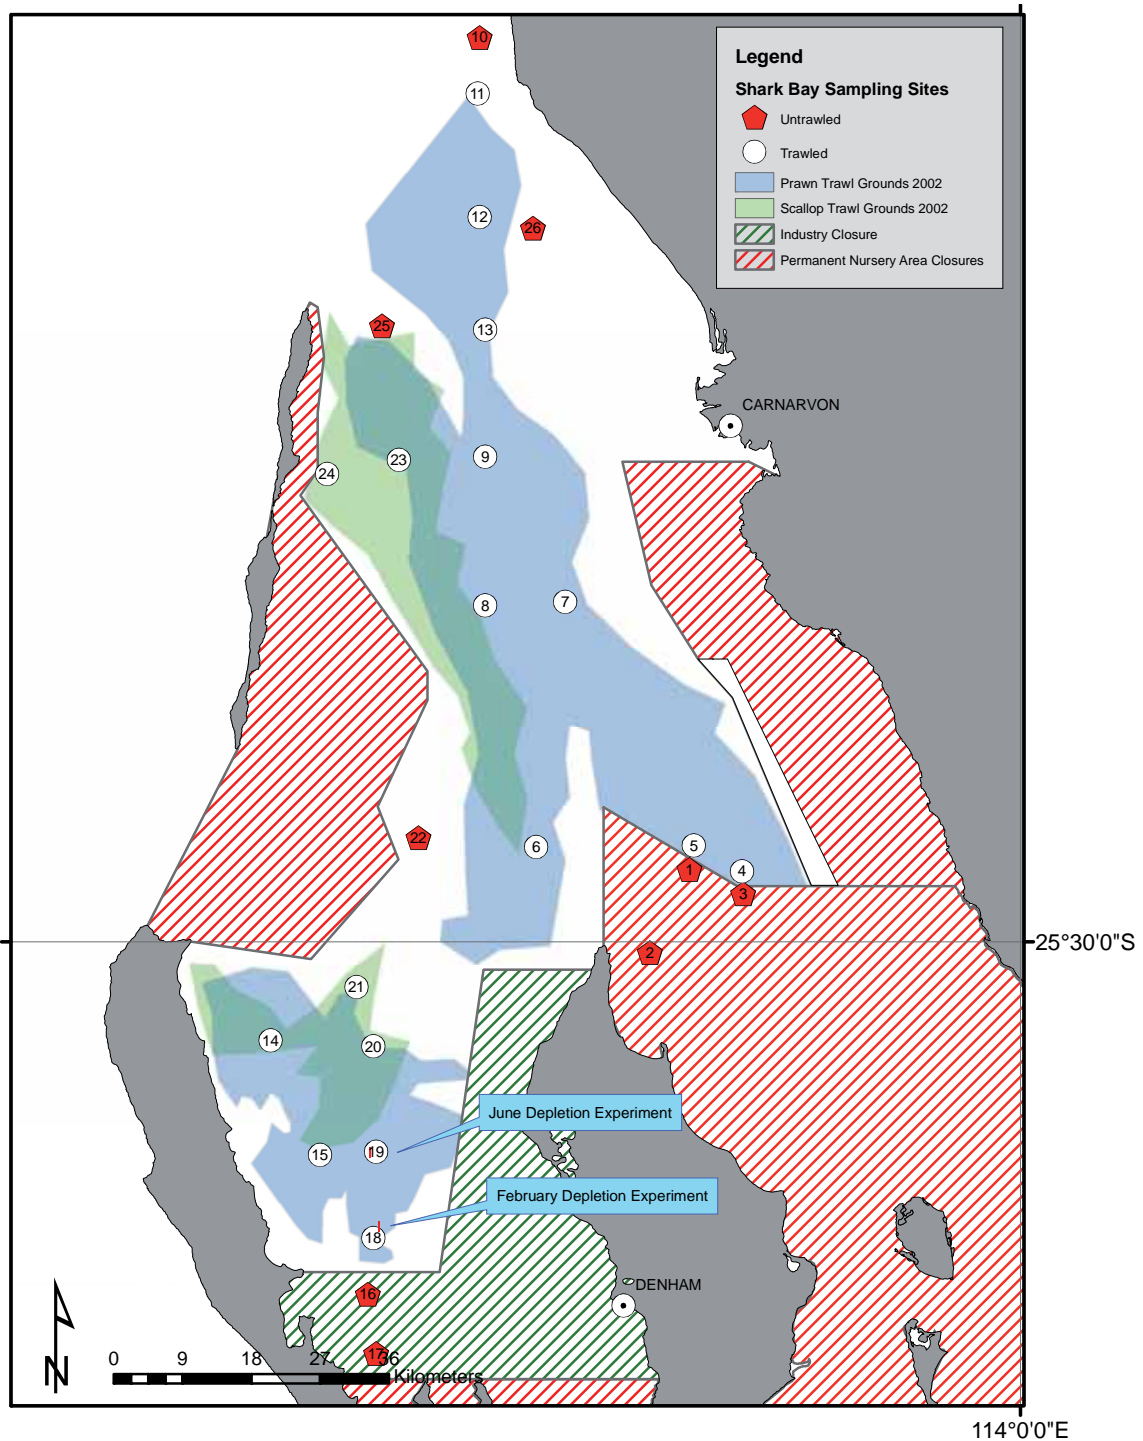 10
Legend
Shark Bay Sampling Sites
Untrawled
Trawled
Prawn Trawl Grounds 2002
Scallop Trawl Grounds 2002
Industry Closure
Permanent Nursery Area Closures
11
12
26
25
13
CARNARVON
9
23
24
8
7
22
6
5
4
1
3
2
25°30'0"S
21
14
20
June Depletion Experiment
15
19
February Depletion Experiment
18
DENHAM
16
17
N
0 9 18 27 36
Kilometers
114°0'0"E